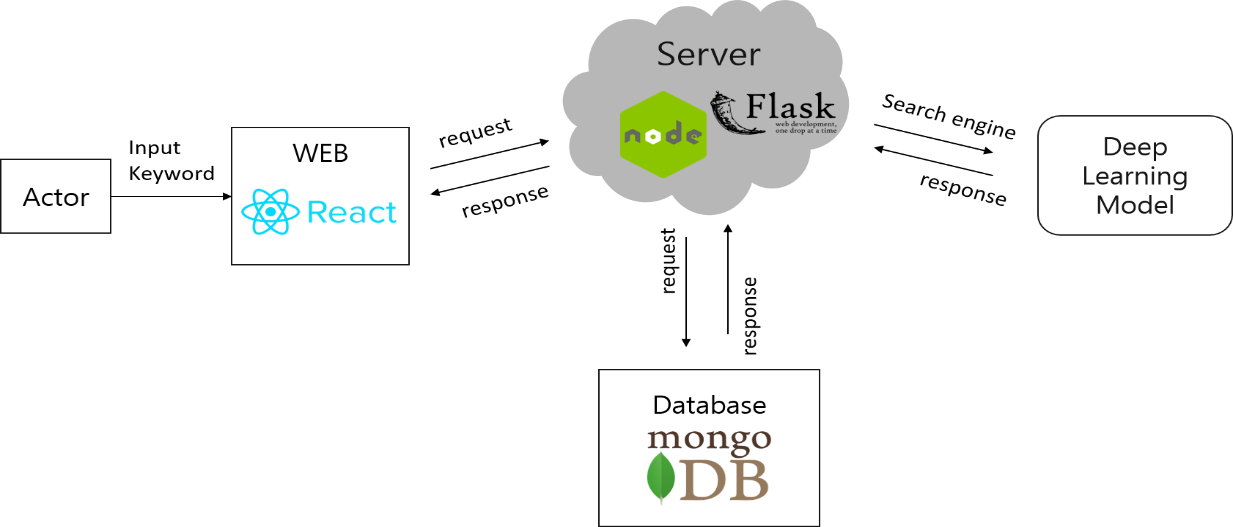 Server
node
Flask
web development,
one drop at a time
Search engine
response
Deep
Learning
Model
Input
Keyword
Actor
WEB
React
request
response
request
response
Database
mongo
DB